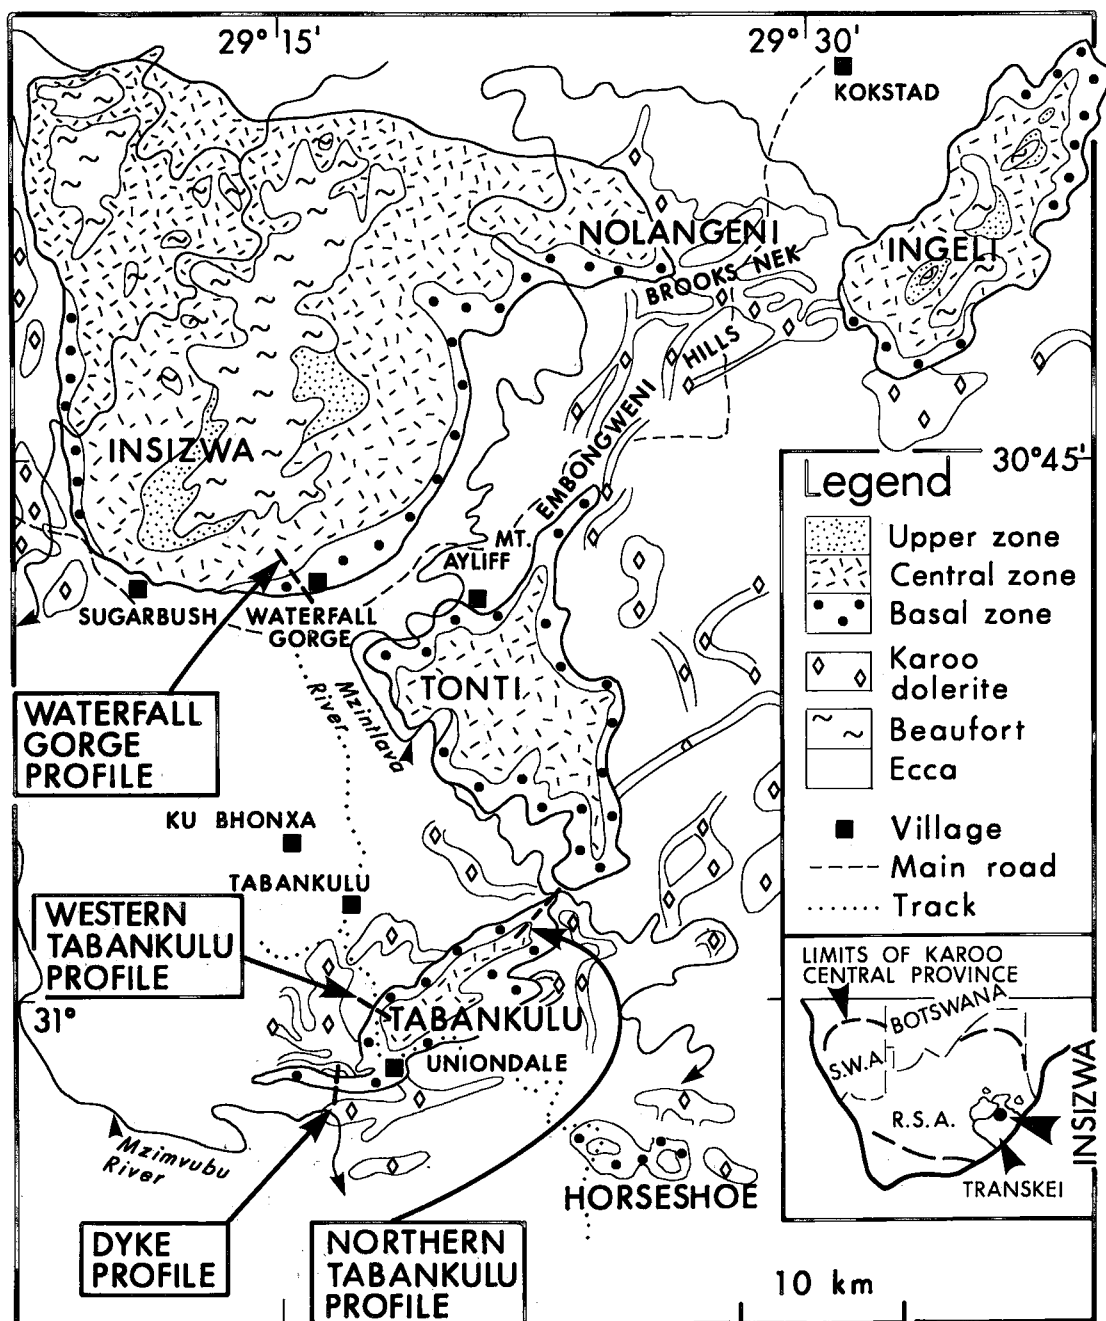 29° 15'
29° 30'
KOKSTAD
NOLANGENI
BROOKS NEK
INGELI
HILLS
EMBONGWENI
INSIZWA
30°45'
MT.
AYLIFF
SUGARBUSH
WATERFALL
GORGE
TONTI
Mzintlava
River
WATERFALL
GORGE
PROFILE
KU BHONXA
TABANKULU
WESTERN
TABANKULU
PROFILE
31°
TABANKULU
UNIONDALE
Mzimvubu
River
HORSESHOE
DYKE
PROFILE
NORTHERN
TABANKULU
PROFILE
10 km
Legend
Upper zone
Central zone
Basal zone
Karoo
dolerite
Beaufort
Ecca
Village
Main road
Track
LIMITS OF KAROO
CENTRAL PROVINCE
BOTSWANA
S.W.A.
R.S.A.
INSIZWA
TRANSKEI